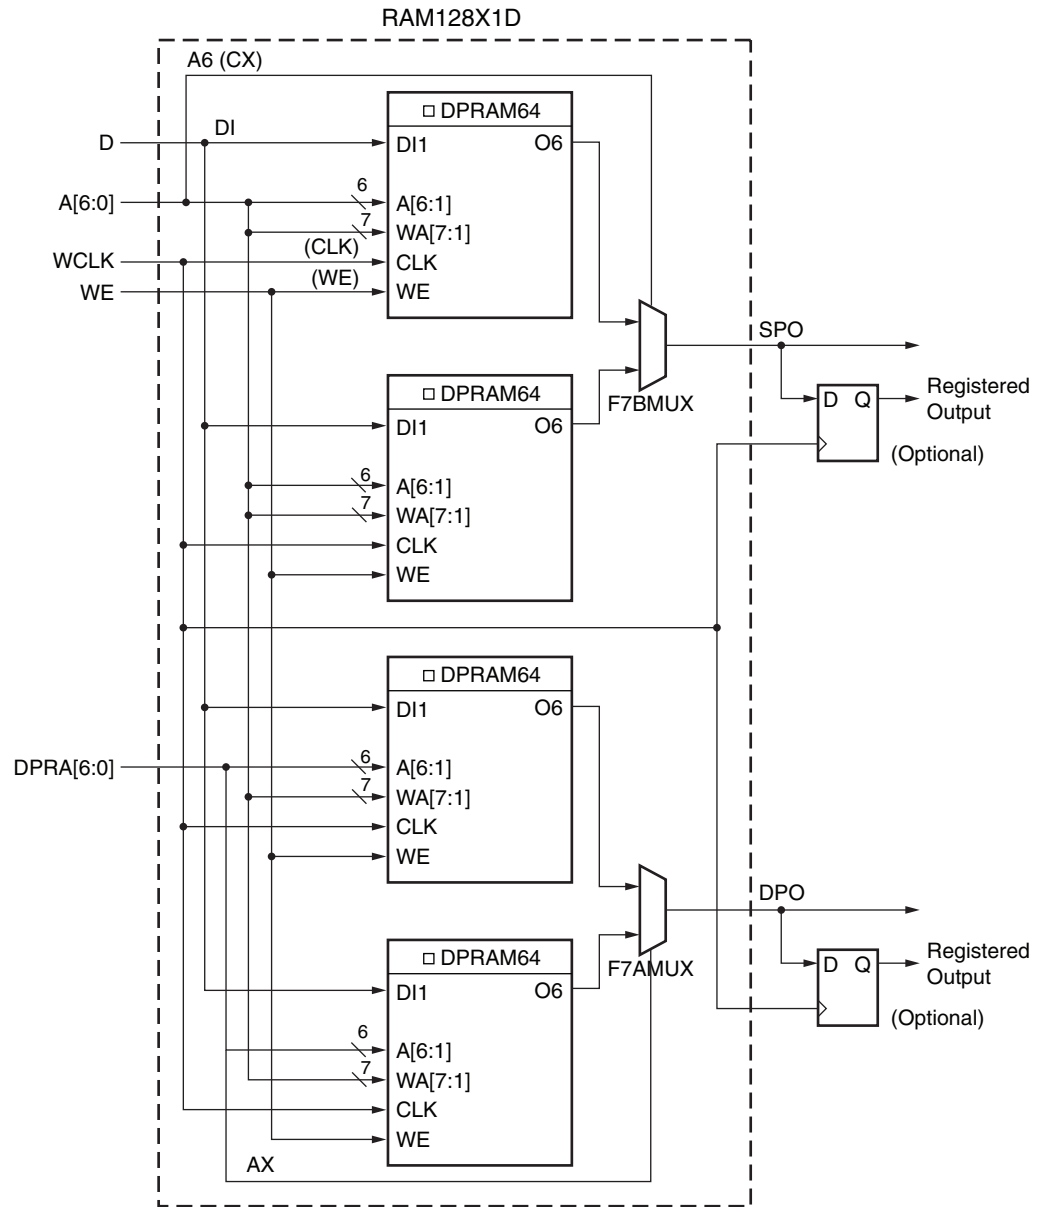 RAM128X1D
A6 (CX)
□ DPRAM64
D
DI
DI1
O6
A[6:0]
6
A[6:1]
7
WA[7:1]
WCLK
(CLK)
CLK
WE
(WE)
WE
SPO
□ DPRAM64
D Q
Registered
Output
F7BMUX
DI1
O6
(Optional)
6
A[6:1]
7
WA[7:1]
CLK
WE
□ DPRAM64
DI1
O6
DPRA[6:0]
6
A[6:1]
7
WA[7:1]
CLK
WE
DPO
□ DPRAM64
D Q
Registered
Output
F7AMUX
DI1
O6
(Optional)
6
A[6:1]
7
WA[7:1]
CLK
WE
AX